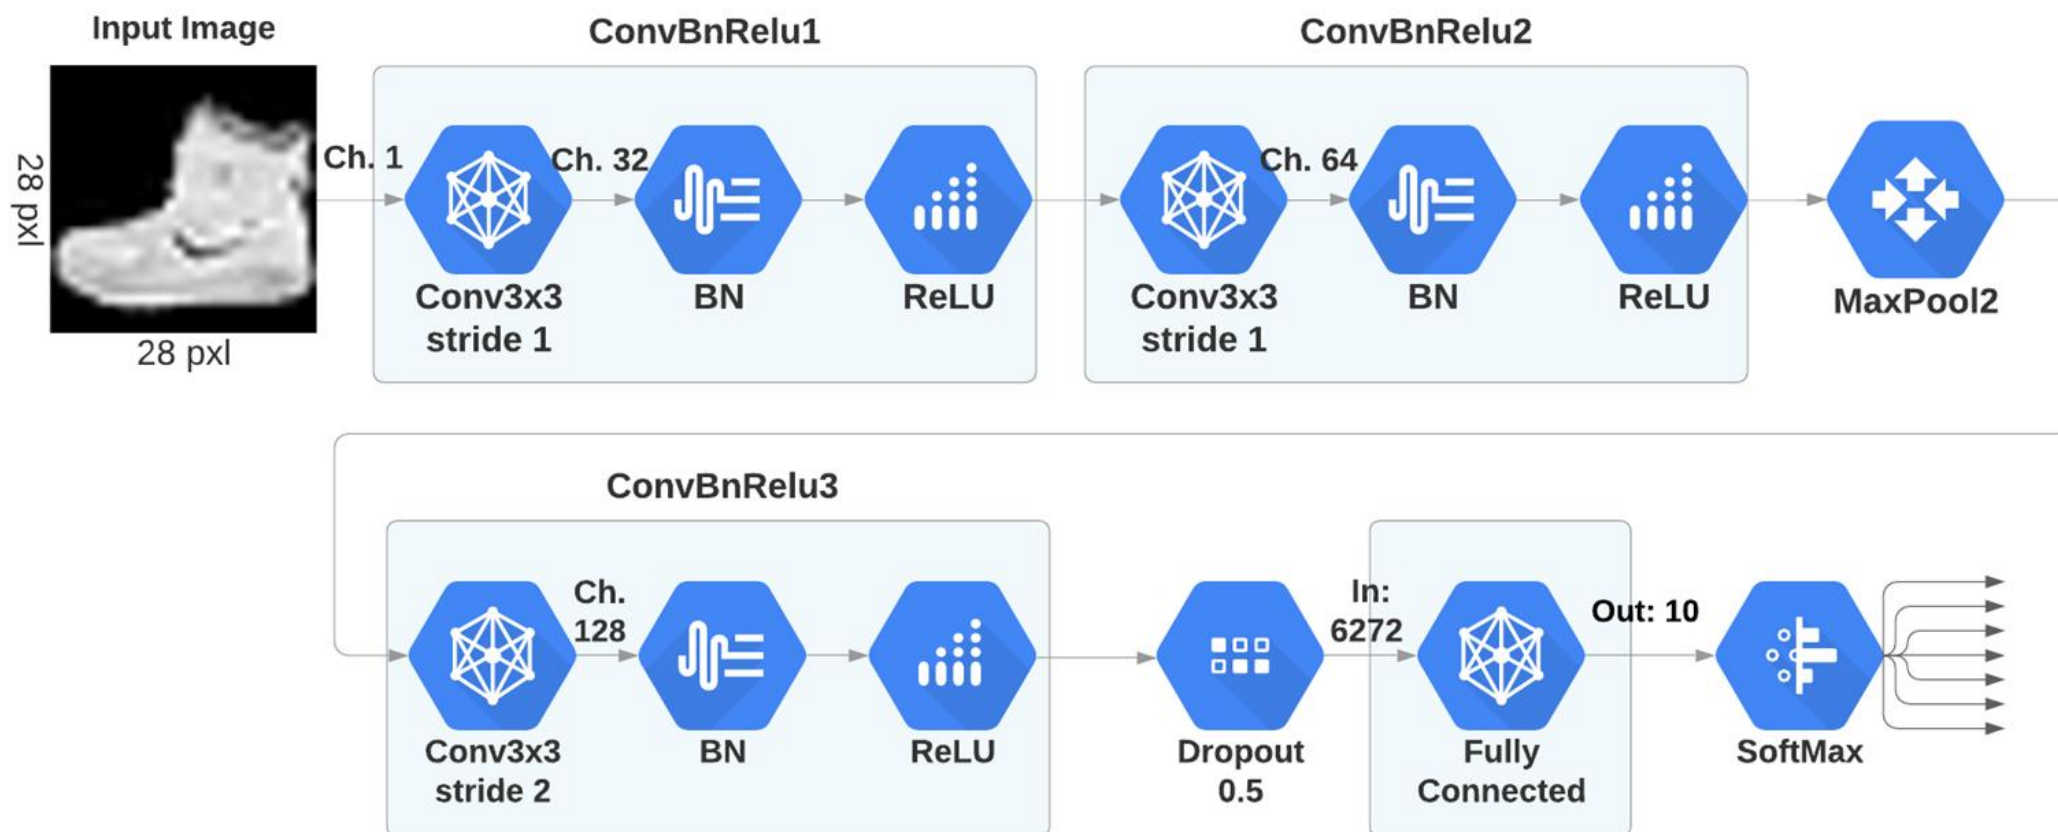 Input Image
ConvBnRelu1
ConvBnRelu2
28 pxl
28 pxl
Ch. 1
Ch. 32
Ch. 64
Conv3x3
stride 1
BN
ReLU
Conv3x3
stride 1
BN
ReLU
MaxPool2
ConvBnRelu3
Ch.
128
In:
6272
Out: 10
Conv3x3
stride 2
BN
ReLU
Dropout
0.5
Fully
Connected
SoftMax